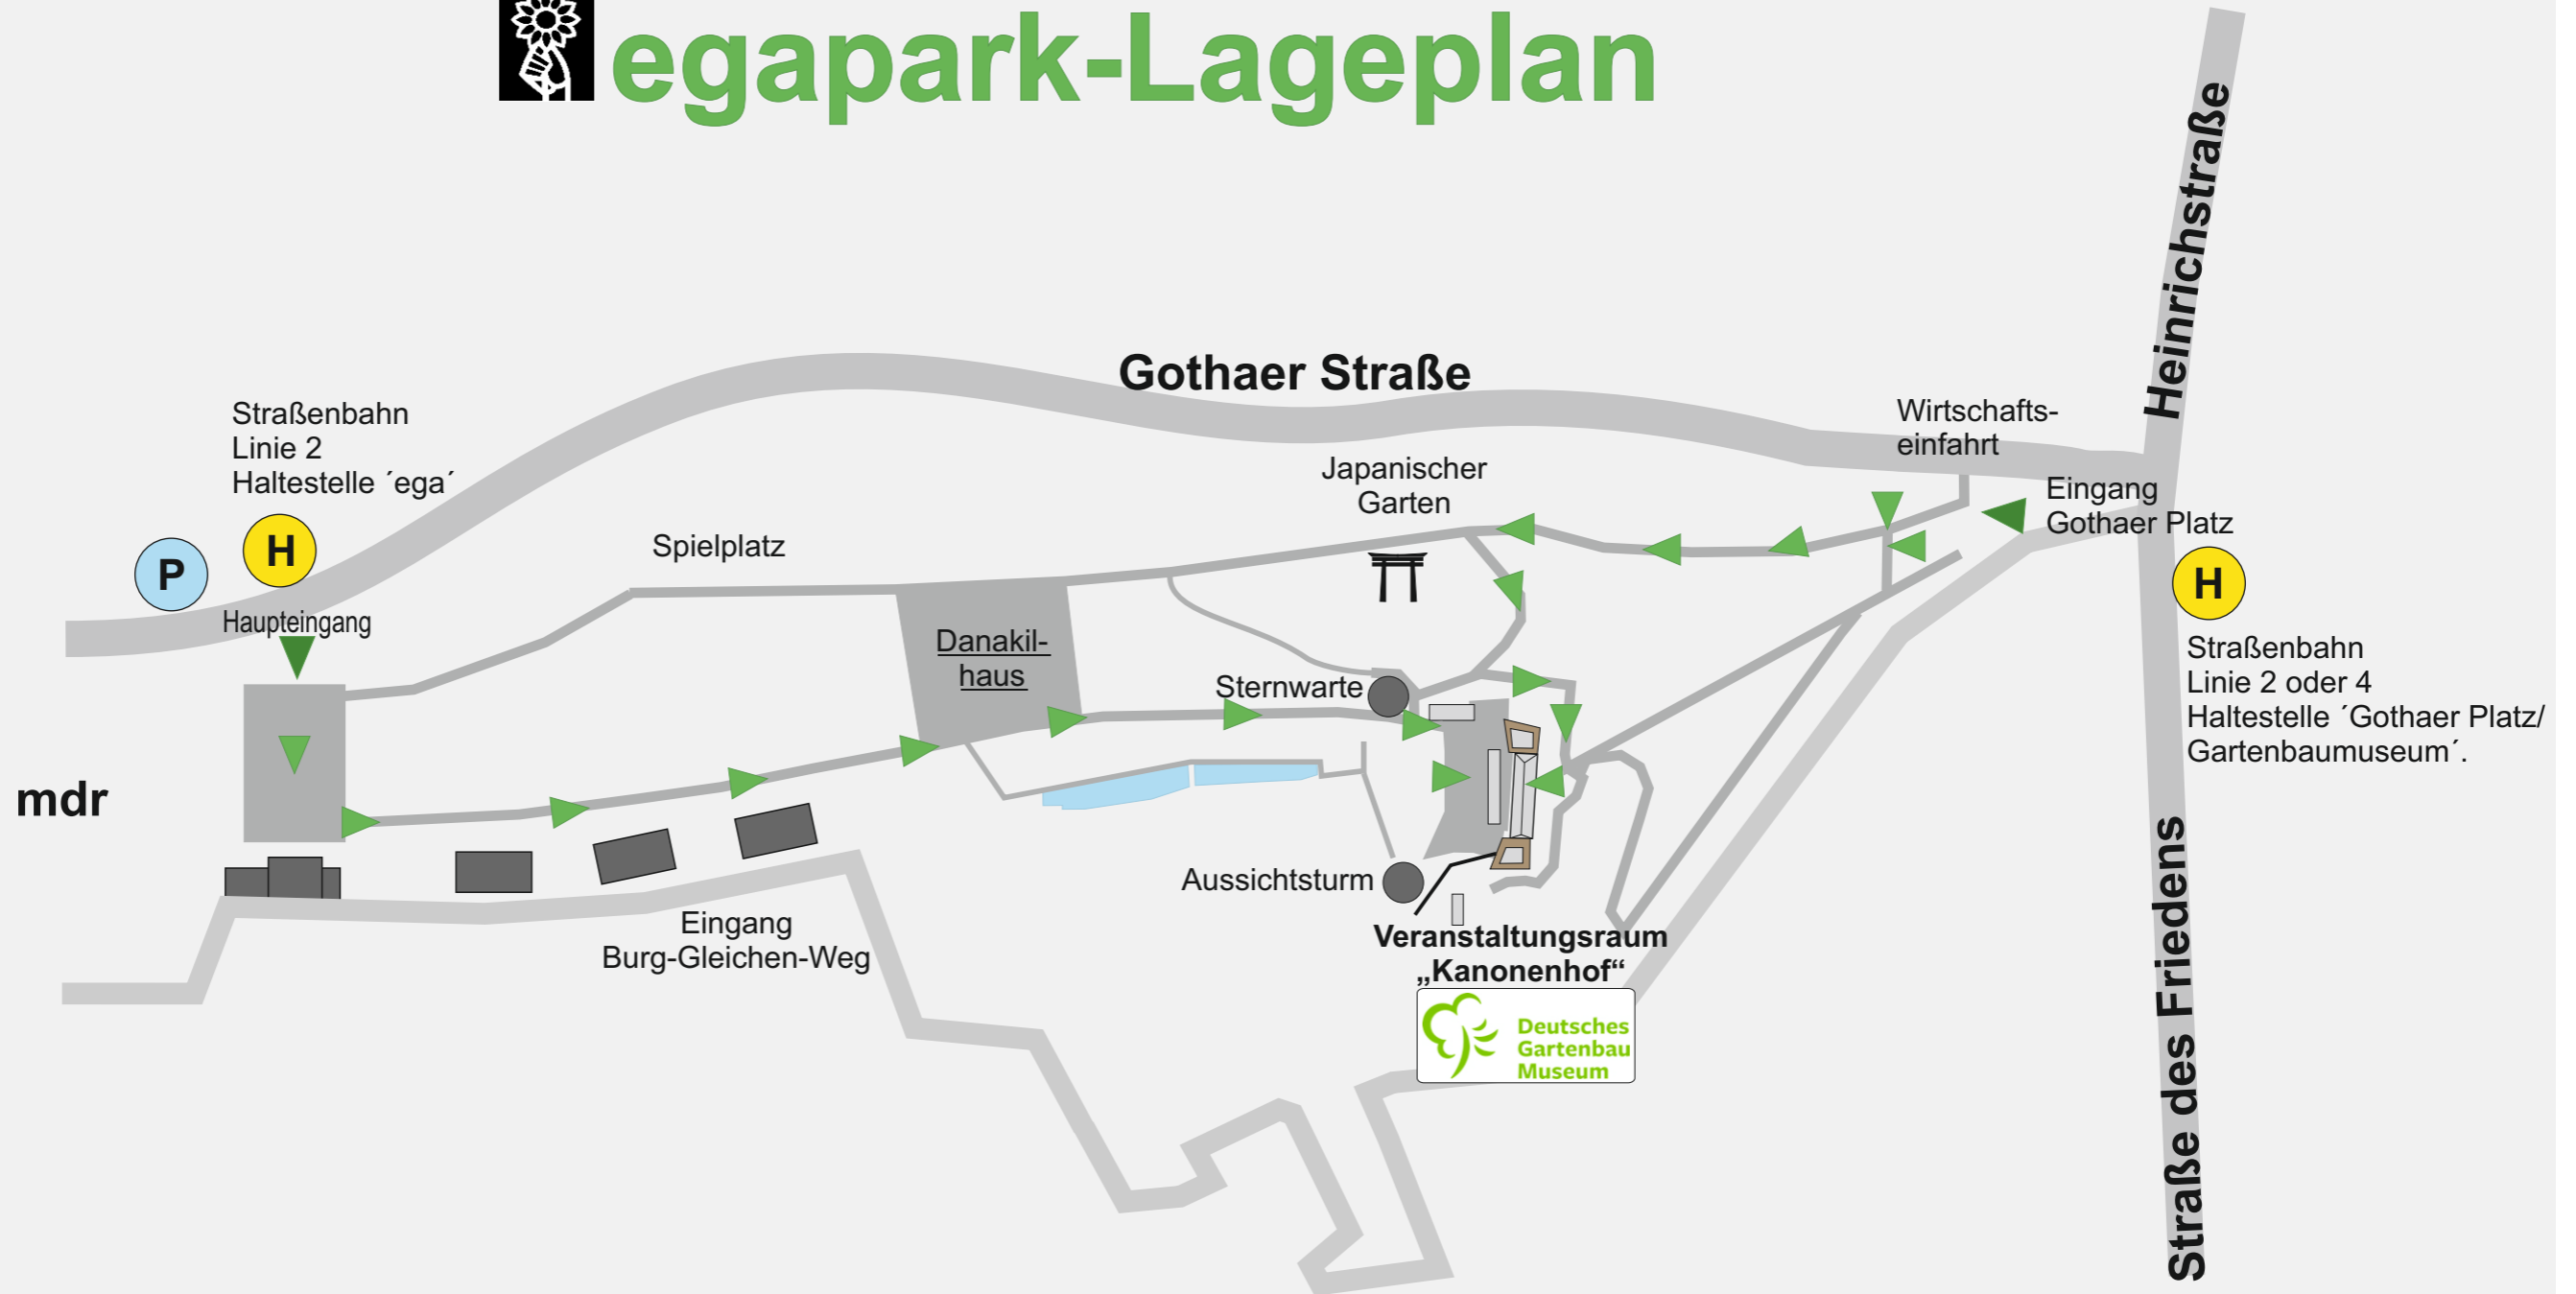 egapark-Lageplan
Heinrichstraße
Gothaer Straße
Straßenbahn
Linie 2
Haltestelle ´ega´
Wirtschafts-
einfahrt
Japanischer
Garten
Eingang
Gothaer Platz
H
P
Spielplatz
H
Haupteingang
Danakil-
haus
Sternwarte
Straßenbahn
Linie 2 oder 4
Haltestelle ´Gothaer Platz/
Gartenbaumuseum´.
mdr
Aussichtsturm
Eingang
Burg-Gleichen-Weg
Veranstaltungsraum
„Kanonenhof“
Deutsches
Gartenbau
Museum
Straße des Friedens